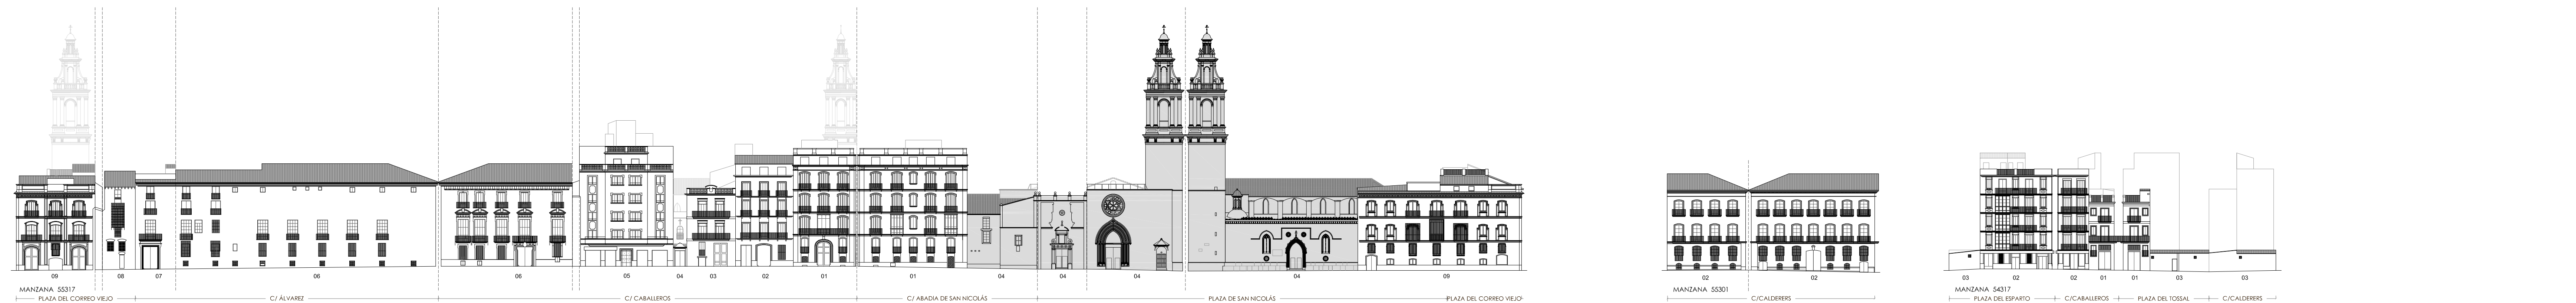 09 08 07 06 06 05 04 03 02 01 01 04 04 04 04 09
MANZANA 55317
PLAZA DEL CORREO VIEJO C/ ÁLVAREZ C/ CABALLEROS C/ ABADIA DE SAN NICOLÁS PLAZA DE SAN NICOLÁS PLAZA DEL CORREO VIEJO
02 02
MANZANA 55301
C/CALDERERS
03 02 02 01 01 03 03
MANZANA 54317
PLAZA DEL ESPARTO C/CABALLEROS PLAZA DEL TOSSAL C/CALDERERS